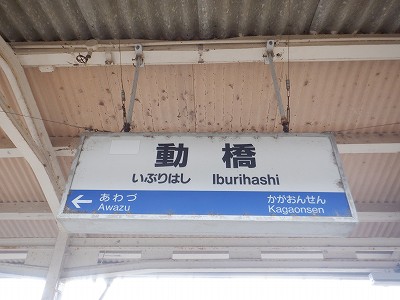 動橋
いぶりはし Iburihashi
← あわづ かがおんせん
Awazu Kagaonsen